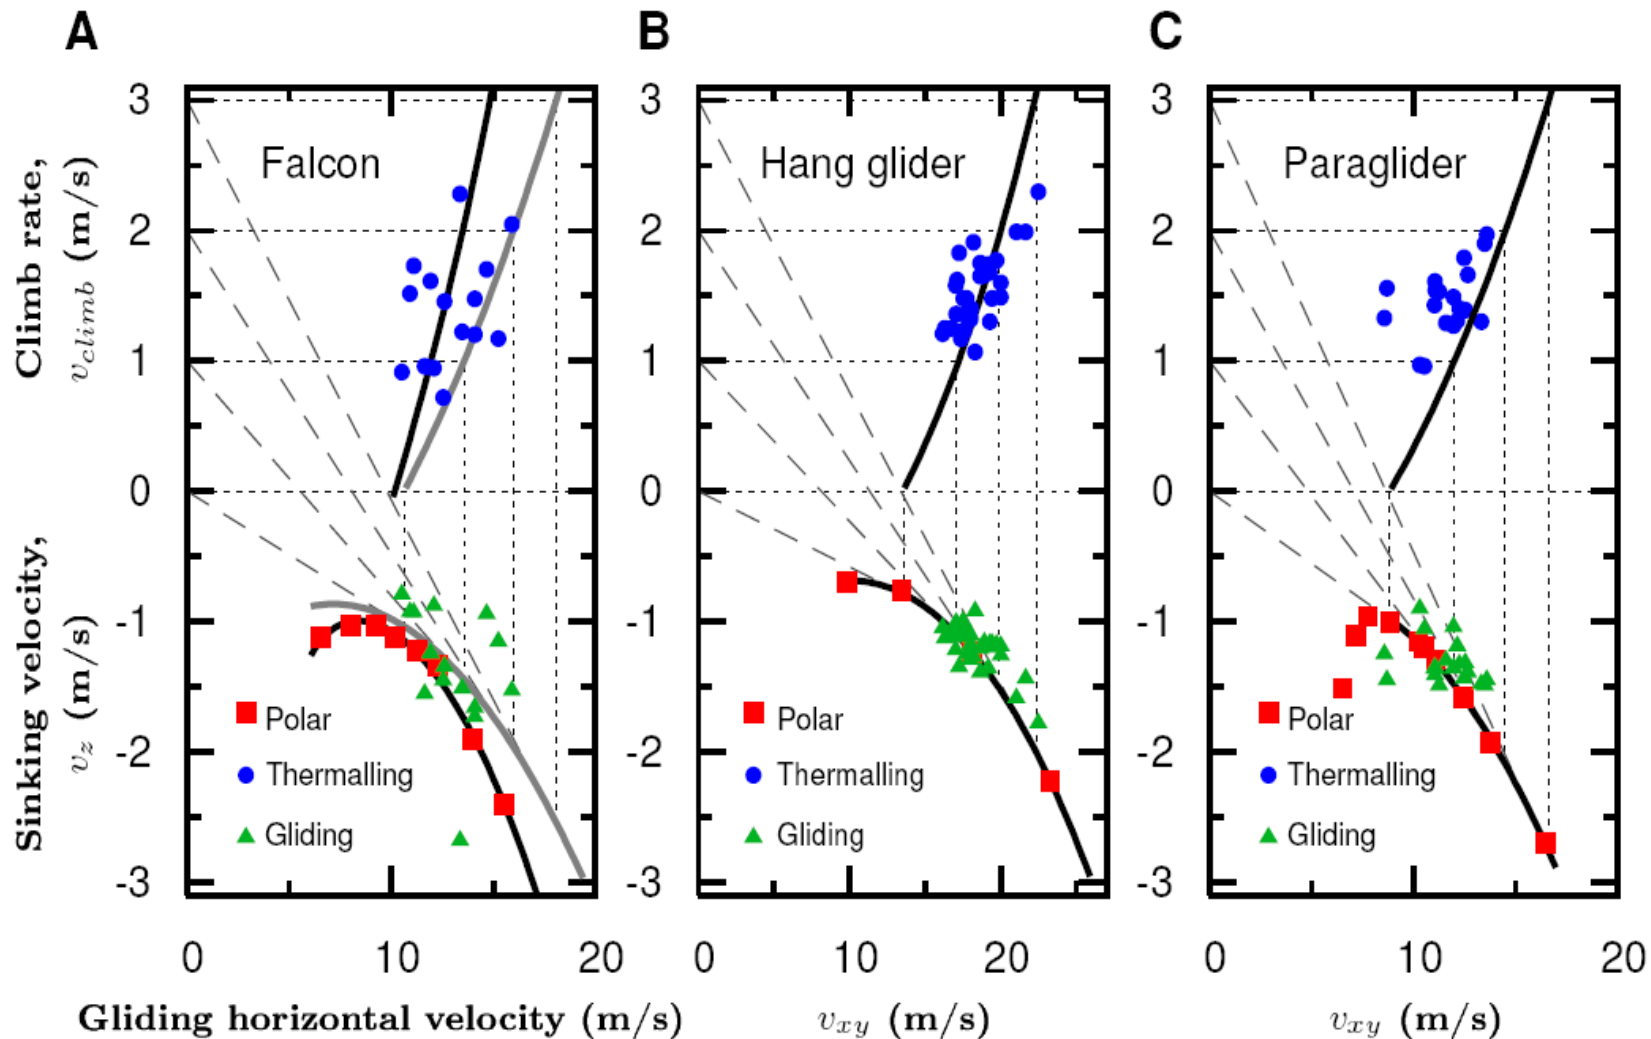 A
B
C
Climb rate,
v_climb (m/s)
Sinking velocity,
v_z (m/s)
3
2
1
0
-1
-2
-3
Falcon
Polar
Thermalling
Gliding
0 10 20
Gliding horizontal velocity (m/s)
3
2
1
0
-1
-2
-3
Hang glider
Polar
Thermalling
Gliding
0 10 20
v_xy (m/s)
3
2
1
0
-1
-2
-3
Paraglider
Polar
Thermalling
Gliding
0 10 20
v_xy (m/s)